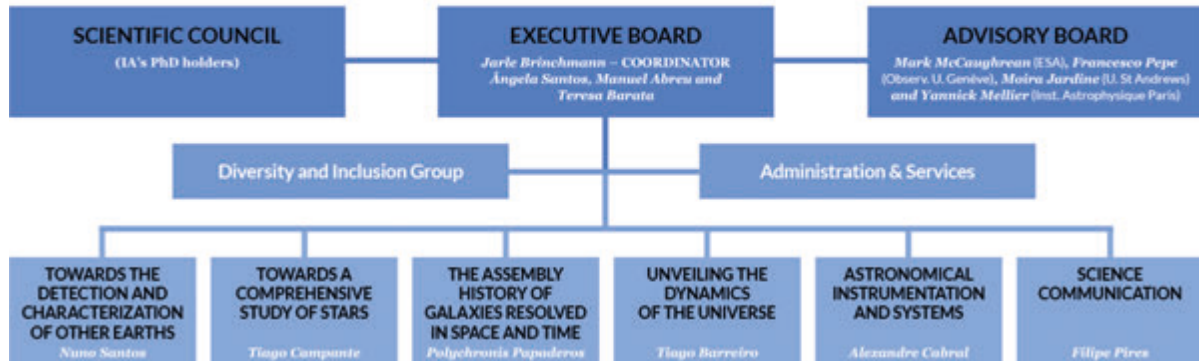 SCIENTIFIC COUNCIL
(IA's PhD holders)
EXECUTIVE BOARD
Jarle Brinchmann – COORDINATOR
Ângela Santos, Manuel Abreu and
Teresa Barata
ADVISORY BOARD
Mark McCaughrean (ESA), Francesco Pepe
(Observ. U. Genève), Moira Jardine (U. St Andrews)
and Yannick Mellier (Inst. Astrophysique Paris)
Diversity and Inclusion Group
Administration & Services
TOWARDS THE
DETECTION AND
CHARACTERIZATION
OF OTHER EARTHS
Nuno Santos
TOWARDS A
COMPREHENSIVE
STUDY OF STARS
Tiago Campante
THE ASSEMBLY
HISTORY OF
GALAXIES RESOLVED
IN SPACE AND TIME
Polychronis Papaderos
UNVEILING THE
DYNAMICS
OF THE UNIVERSE
Tiago Barreiro
ASTRONOMICAL
INSTRUMENTATION
AND SYSTEMS
Alexandre Cabral
SCIENCE
COMMUNICATION
Filipe Pires